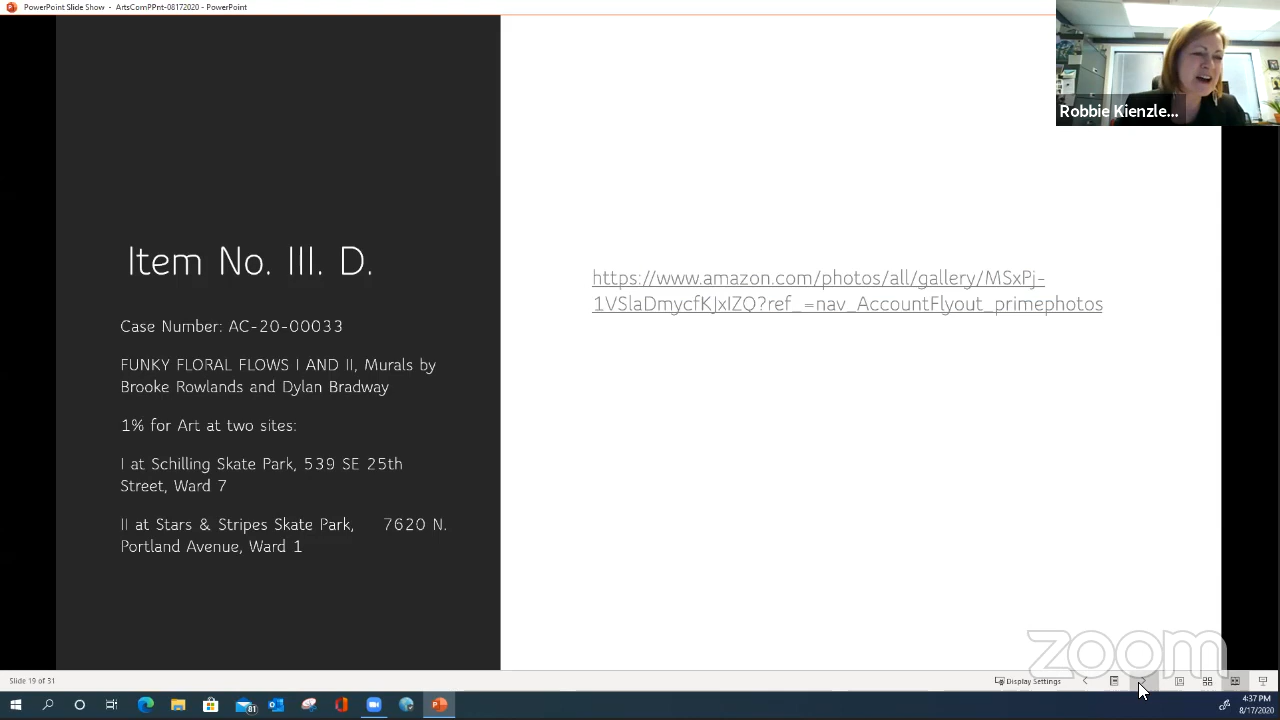 PowerPoint Slide Show - ArtsComPPnt-08172020 - PowerPoint
Robbie Kienzle...
Item No. III. D.
Case Number: AC-20-00033
FUNKY FLORAL FLOWS I AND II, Murals by
Brooke Rowlands and Dylan Bradway
1% for Art at two sites:
I at Schilling Skate Park, 539 SE 25th
Street, Ward 7
II at Stars & Stripes Skate Park, 7620 N.
Portland Avenue, Ward 1
https://www.amazon.com/photos/all/gallery/MSxPj-
1VSlaDmycfKJxIZQ?ref_=nav_AccountFlyout_primephotos
zoom
Slide 19 of 31
Display Settings
81
4:37 PM
8/17/2020